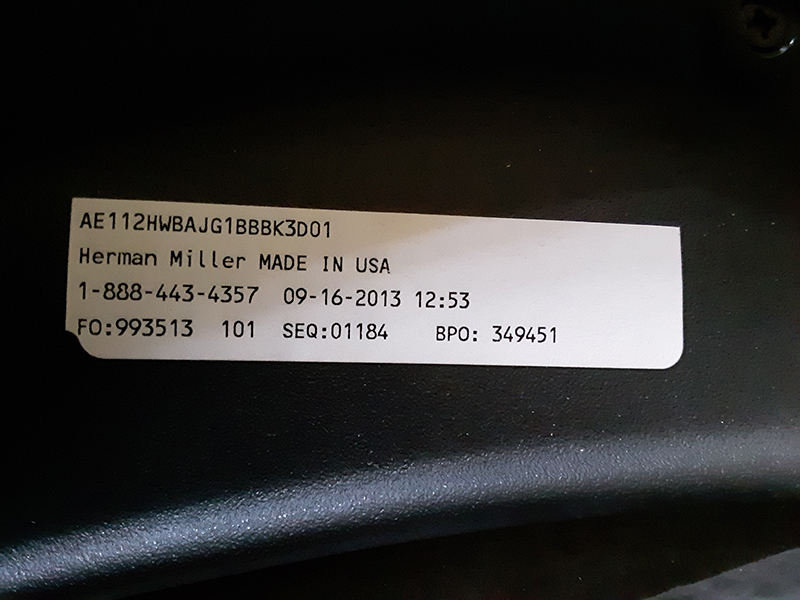 AE112HWBAJG1BBBK3D01
Herman Miller MADE IN USA
1-888-443-4357 09-16-2013 12:53
FO:993513 101 SEQ:01184 BPO: 349451